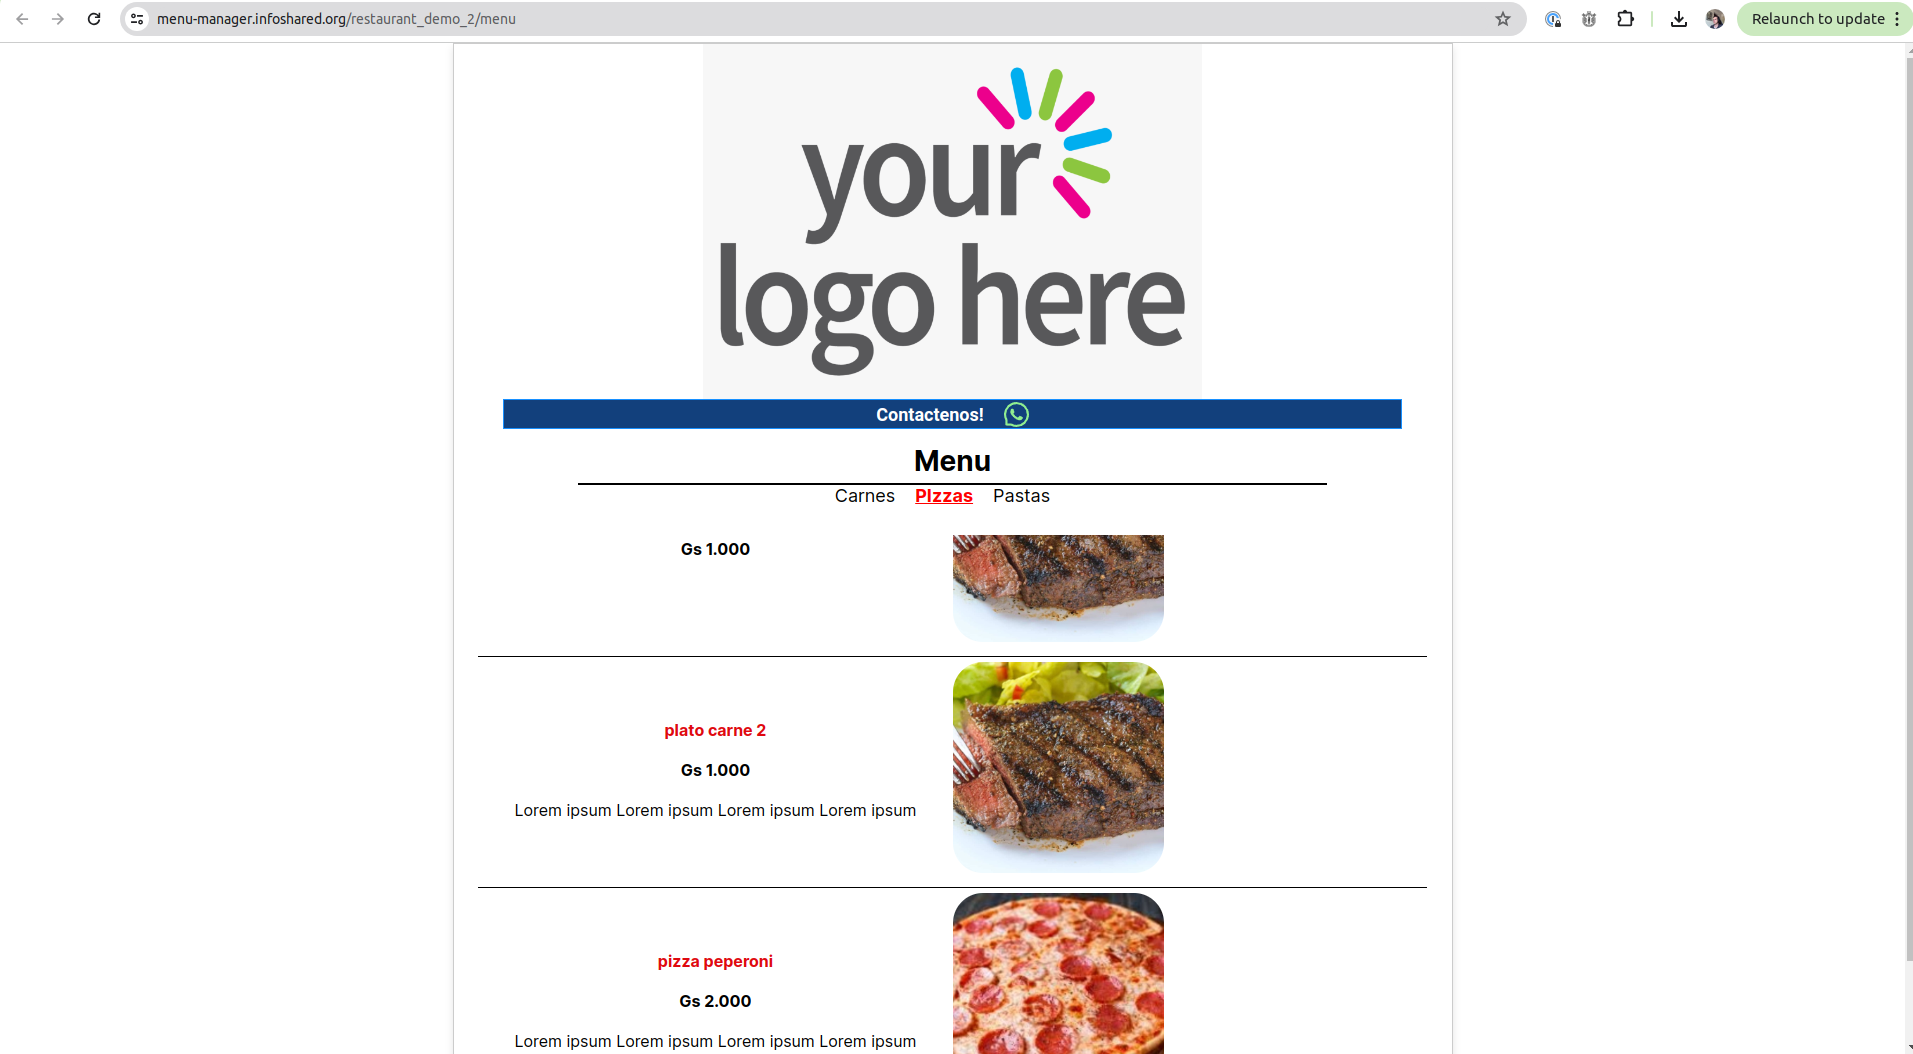 menu-manager.infoshared.org/restaurant_demo_2/menu
Relaunch to update
your
logo here
Contactenos!
Menu
Carnes PIzzas Pastas
Gs 1.000
plato carne 2
Gs 1.000
Lorem ipsum Lorem ipsum Lorem ipsum Lorem ipsum
pizza peperoni
Gs 2.000
Lorem ipsum Lorem ipsum Lorem ipsum Lorem ipsum